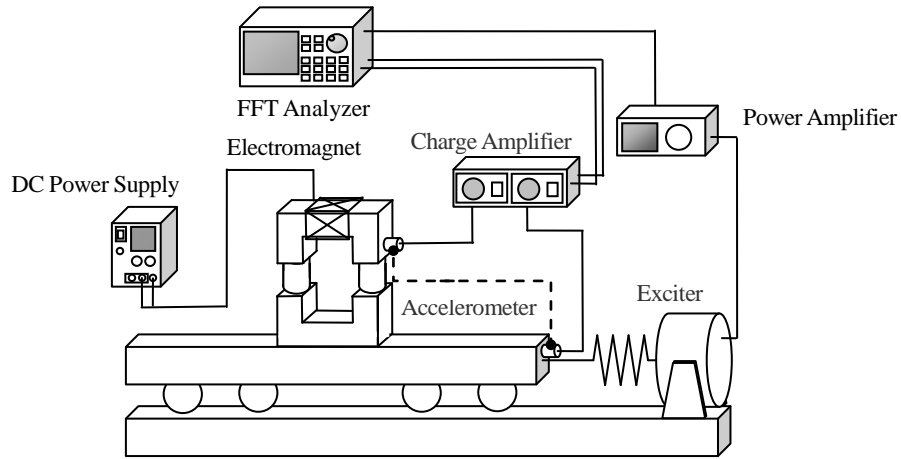 FFT Analyzer
Power Amplifier
Electromagnet
Charge Amplifier
DC Power Supply
Accelerometer
Exciter